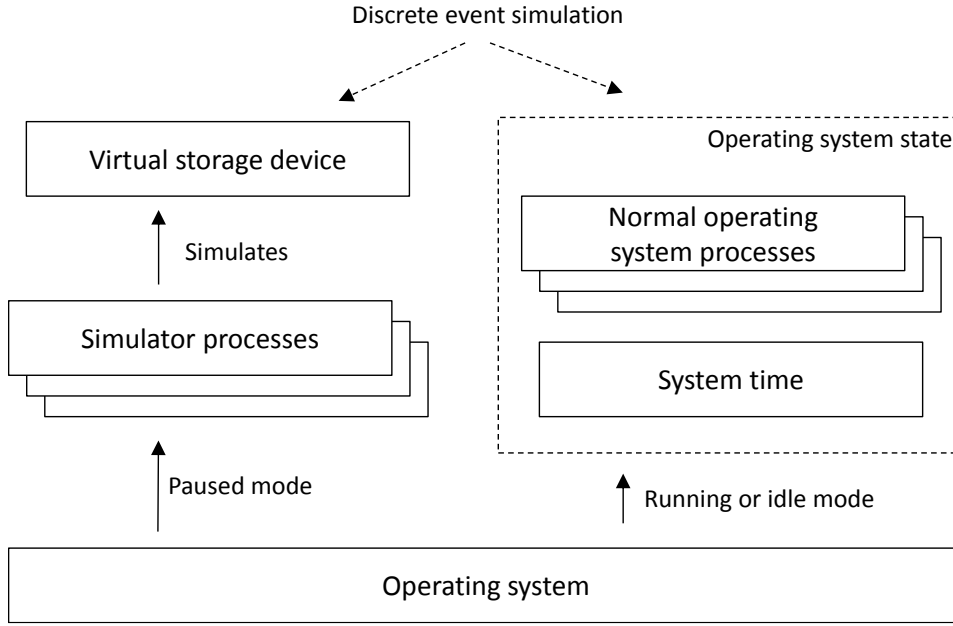 Discrete event simulation
Virtual storage device
Operating system state
Normal operating
system processes
Simulates
Simulator processes
System time
Paused mode
Running or idle mode
Operating system